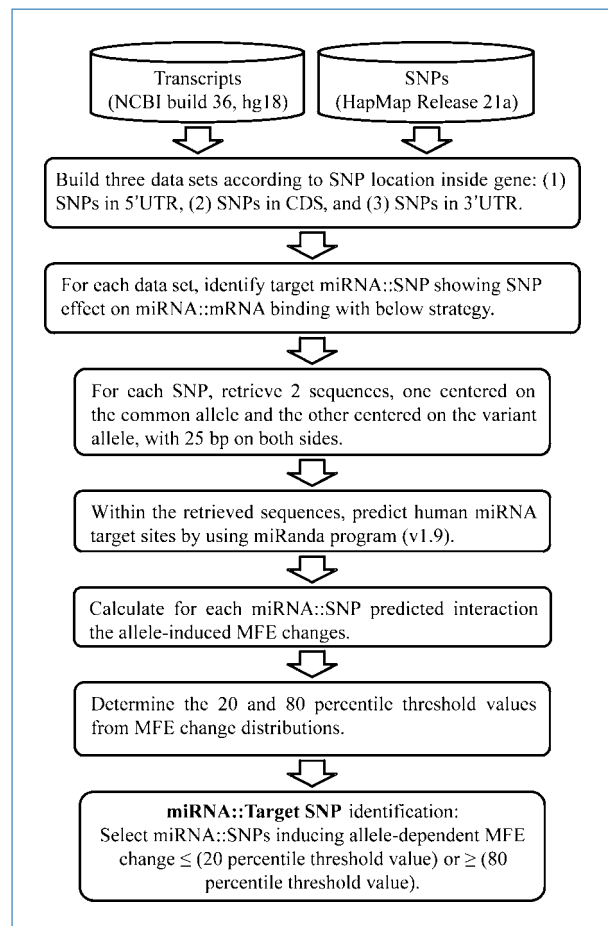 Transcripts
(NCBI build 36, hg18)
SNPs
(HapMap Release 21a)
Build three data sets according to SNP location inside gene: (1)
SNPs in 5'UTR, (2) SNPs in CDS, and (3) SNPs in 3'UTR.
For each data set, identify target miRNA::SNP showing SNP
effect on miRNA::mRNA binding with below strategy.
For each SNP, retrieve 2 sequences, one centered on
the common allele and the other centered on the variant
allele, with 25 bp on both sides.
Within the retrieved sequences, predict human miRNA
target sites by using miRanda program (v1.9).
Calculate for each miRNA::SNP predicted interaction
the allele-induced MFE changes.
Determine the 20 and 80 percentile threshold values
from MFE change distributions.
miRNA::Target SNP identification:
Select miRNA::SNPs inducing allele-dependent MFE
change ≤ (20 percentile threshold value) or ≥ (80
percentile threshold value).